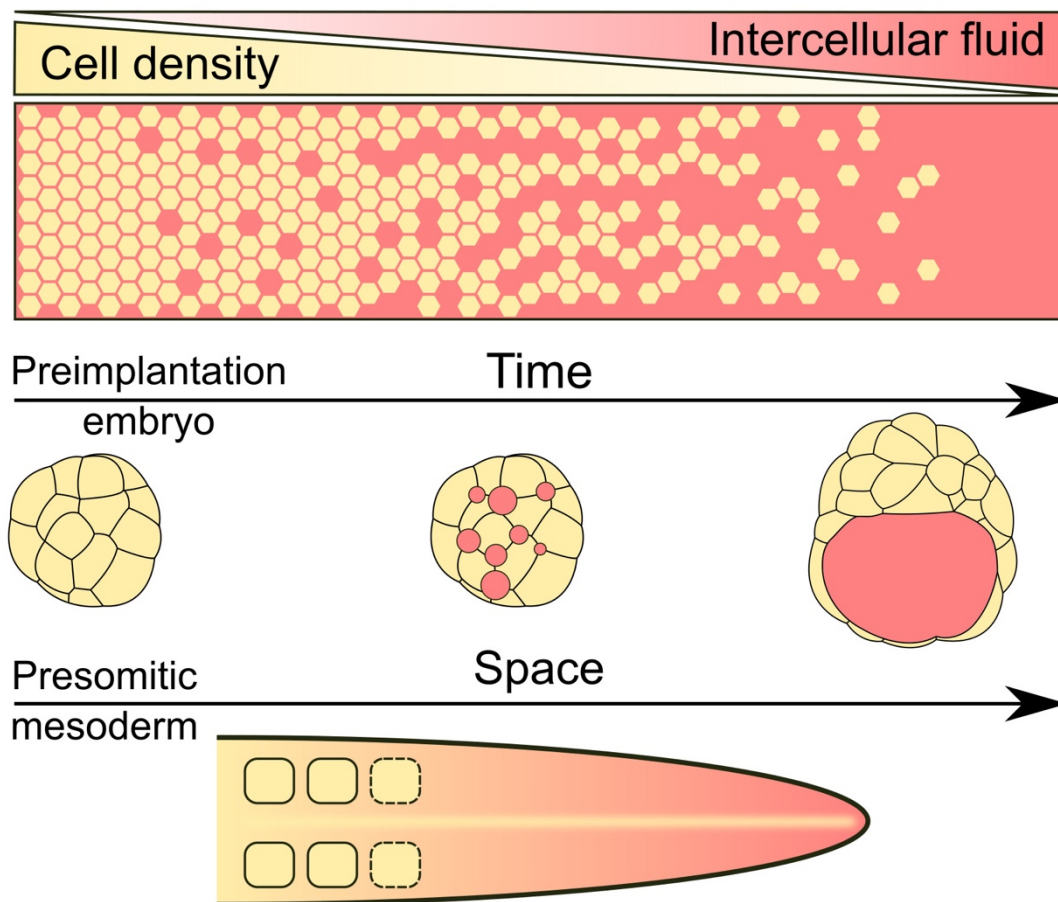 Intercellular fluid
Cell density
Preimplantation
embryo
Time
Presomitic
mesoderm
Space